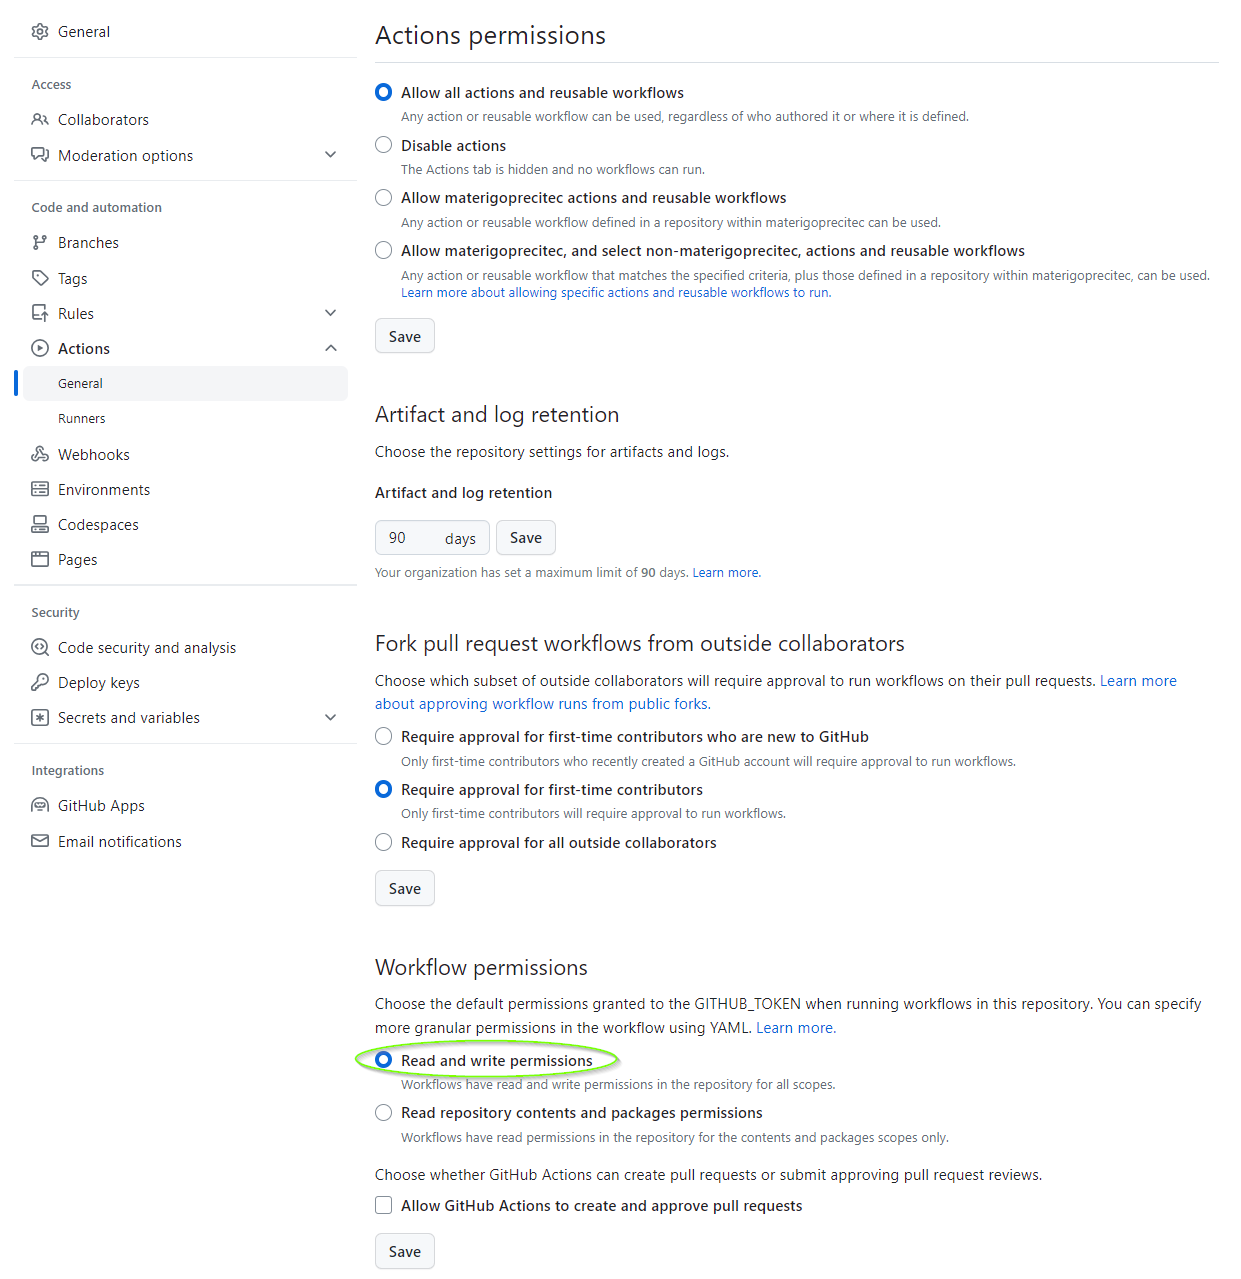 General
Access
Collaborators
Moderation options
Code and automation
Branches
Tags
Rules
Actions
General
Runners
Webhooks
Environments
Codespaces
Pages
Security
Code security and analysis
Deploy keys
Secrets and variables
Integrations
GitHub Apps
Email notifications
Actions permissions
Allow all actions and reusable workflows
Any action or reusable workflow can be used, regardless of who authored it or where it is defined.
Disable actions
The Actions tab is hidden and no workflows can run.
Allow materigoprecitec actions and reusable workflows
Any action or reusable workflow defined in a repository within materigoprecitec can be used.
Allow materigoprecitec, and select non-materigoprecitec, actions and reusable workflows
Any action or reusable workflow that matches the specified criteria, plus those defined in a repository within materigoprecitec, can be used.
Learn more about allowing specific actions and reusable workflows to run.
Save
Artifact and log retention
Choose the repository settings for artifacts and logs.
Artifact and log retention
90 days Save
Your organization has set a maximum limit of 90 days. Learn more.
Fork pull request workflows from outside collaborators
Choose which subset of outside collaborators will require approval to run workflows on their pull requests. Learn more
about approving workflow runs from public forks.
Require approval for first-time contributors who are new to GitHub
Only first-time contributors who recently created a GitHub account will require approval to run workflows.
Require approval for first-time contributors
Only first-time contributors will require approval to run workflows.
Require approval for all outside collaborators
Save
Workflow permissions
Choose the default permissions granted to the GITHUB_TOKEN when running workflows in this repository. You can specify
more granular permissions in the workflow using YAML. Learn more.
Read and write permissions
Workflows have read and write permissions in the repository for all scopes.
Read repository contents and packages permissions
Workflows have read permissions in the repository for the contents and packages scopes only.
Choose whether GitHub Actions can create pull requests or submit approving pull request reviews.
Allow GitHub Actions to create and approve pull requests
Save